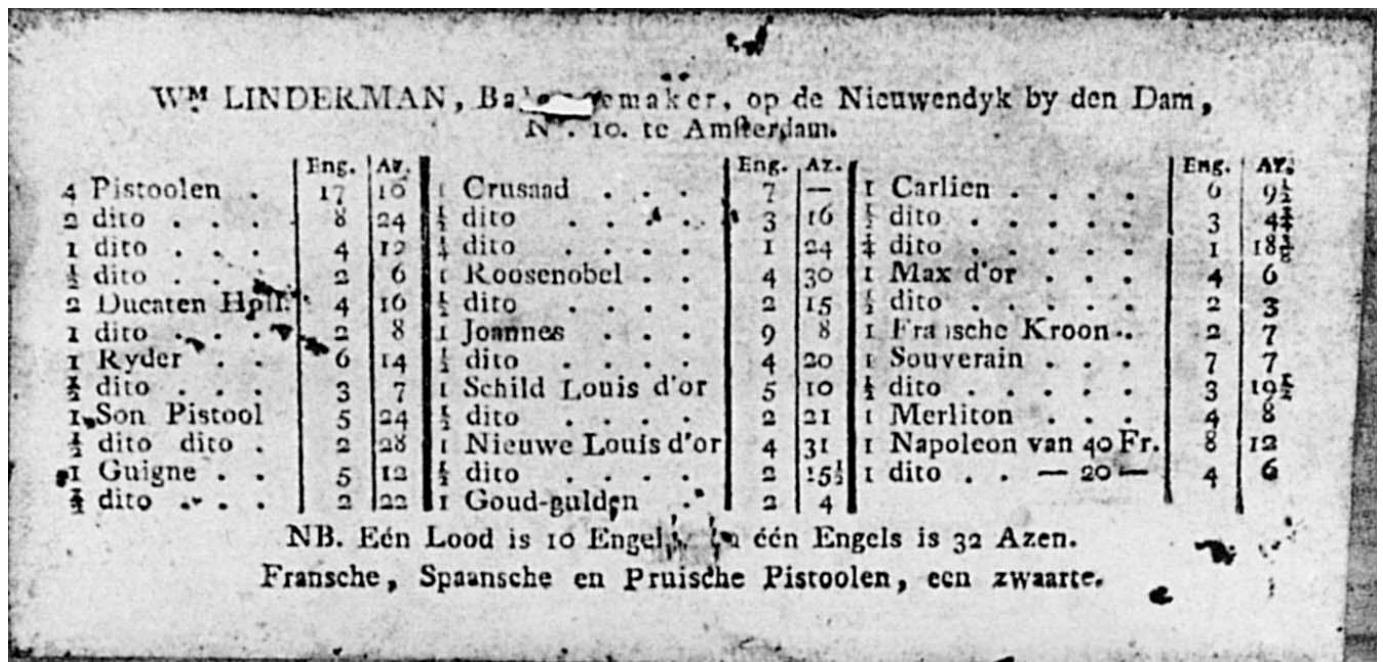 WM LINDERMAN, op de Nieuwendyk by den Dam,
No. 10. te Amsterdam.
Eng. Az. Eng. Az. Eng. Az.
4 Pistoolen . 17 16 1 Crusaad . . . 7 — 1 Carlien . . . . 6 9½
2 dito . . . 8 24 ½ dito . . . 3 16 ½ dito . . . . . 3 4¾
1 dito . . . 4 12 ¼ dito . . . . 1 24 ¼ dito . . . . . 1 18⅜
½ dito . . . 2 6 1 Roosenobel . . 4 30 1 Max d'or . . . 4 6
2 Ducaten Holl. 4 16 ½ dito . . . . 2 15 ½ dito . . . . . 2 3
1 dito . . . 2 8 1 Joannes . . . 9 8 1 Fransche Kroon . . 2 7
1 Ryder . . 6 14 ½ dito . . . . 4 20 1 Souverain . . . 7 7
½ dito . . . 3 7 1 Schild Louis d'or 5 10 ½ dito . . . . . 3 19½
1 Son Pistool 5 24 ½ dito . . . . 2 21 1 Merliton . . . 4 8
½ dito dito . 2 28 1 Nieuwe Louis d'or 4 31 1 Napoleon van 40 Fr. 8 12
1 Guigne . . 5 12 ½ dito . . . . 2 15½ 1 dito . . — 20 — 4 6
½ dito . . . 2 22 1 Goud-gulden . 2 4
NB. Eén Lood is 10 één Engels is 32 Azen.
Fransche, Spaansche en Pruische Pistoolen, een zwaarte.